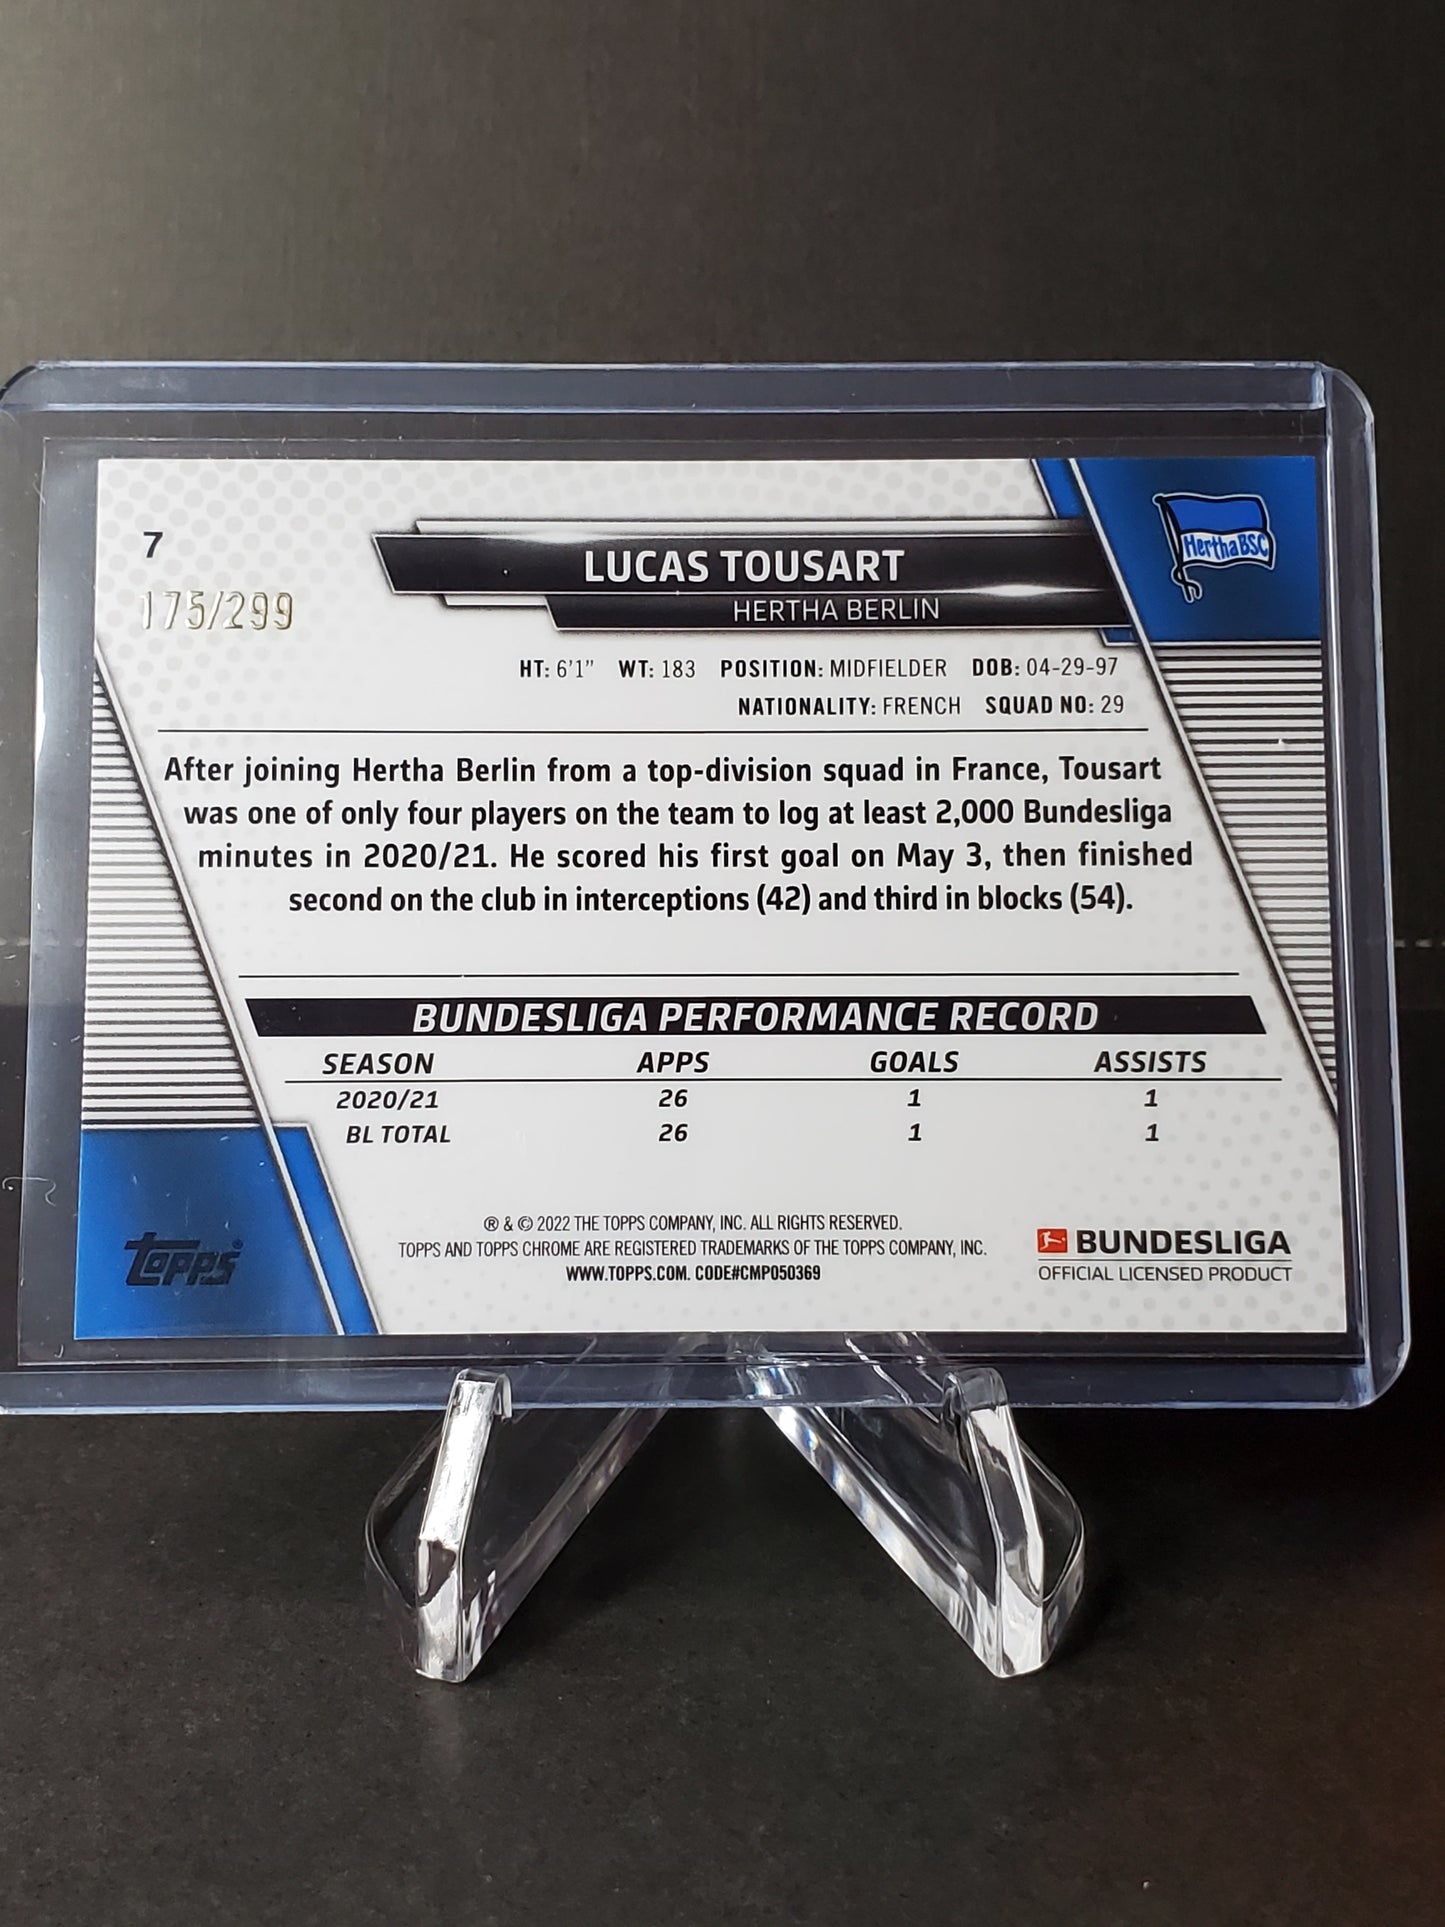 7
175/299
LUCAS TOUSART
HERTHA BERLIN
Hertha BSC
HT: 6'1" WT: 183 POSITION: MIDFIELDER DOB: 04-29-97
NATIONALITY: FRENCH SQUAD NO: 29
After joining Hertha Berlin from a top-division squad in France, Tousart
was one of only four players on the team to log at least 2,000 Bundesliga
minutes in 2020/21. He scored his first goal on May 3, then finished
second on the club in interceptions (42) and third in blocks (54).
BUNDESLIGA PERFORMANCE RECORD
SEASON APPS GOALS ASSISTS
2020/21 26 1 1
BL TOTAL 26 1 1
topps®
® & © 2022 THE TOPPS COMPANY, INC. ALL RIGHTS RESERVED.
TOPPS AND TOPPS CHROME ARE REGISTERED TRADEMARKS OF THE TOPPS COMPANY, INC.
WWW.TOPPS.COM. CODE#CMP050369
BUNDESLIGA
OFFICIAL LICENSED PRODUCT